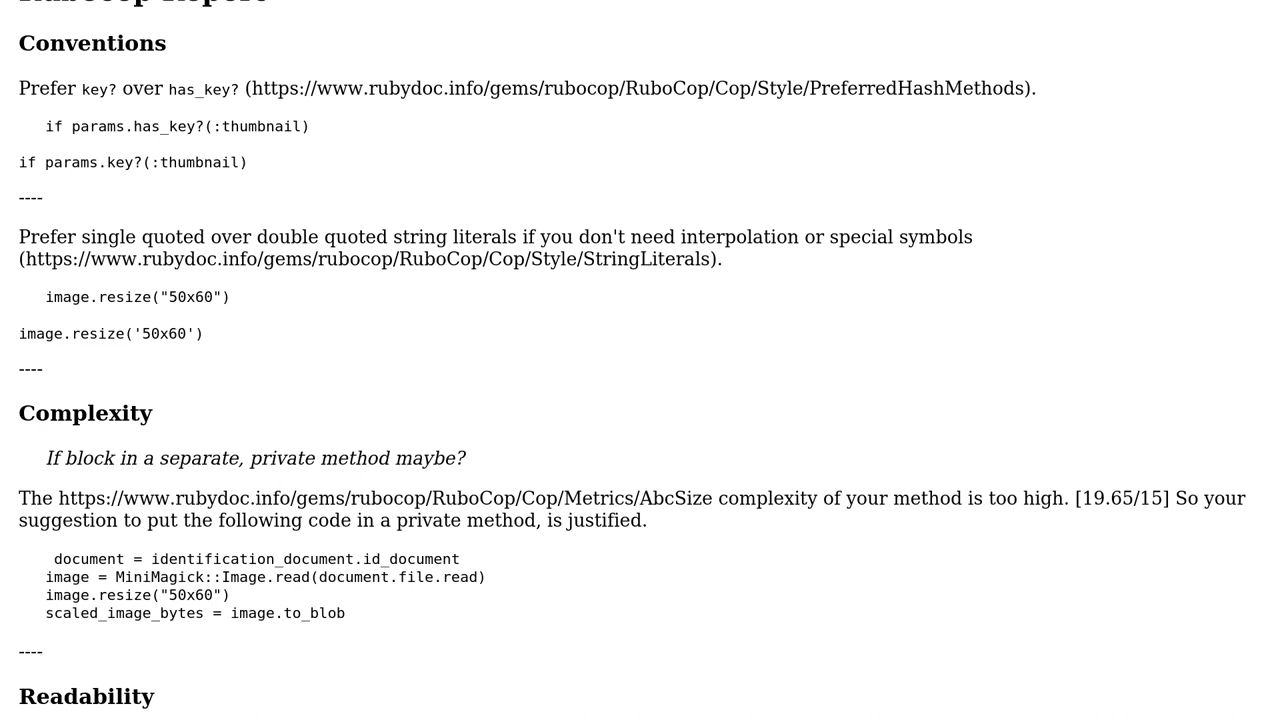 Conventions
Prefer key? over has_key? (https://www.rubydoc.info/gems/rubocop/RuboCop/Cop/Style/PreferredHashMethods).
if params.has_key?(:thumbnail)
if params.key?(:thumbnail)
----
Prefer single quoted over double quoted string literals if you don't need interpolation or special symbols
(https://www.rubydoc.info/gems/rubocop/RuboCop/Cop/Style/StringLiterals).
image.resize("50x60")
image.resize('50x60')
----
Complexity
If block in a separate, private method maybe?
The https://www.rubydoc.info/gems/rubocop/RuboCop/Cop/Metrics/AbcSize complexity of your method is too high. [19.65/15] So your
suggestion to put the following code in a private method, is justified.
document = identification_document.id_document
image = MiniMagick::Image.read(document.file.read)
image.resize("50x60")
scaled_image_bytes = image.to_blob
----
Readability